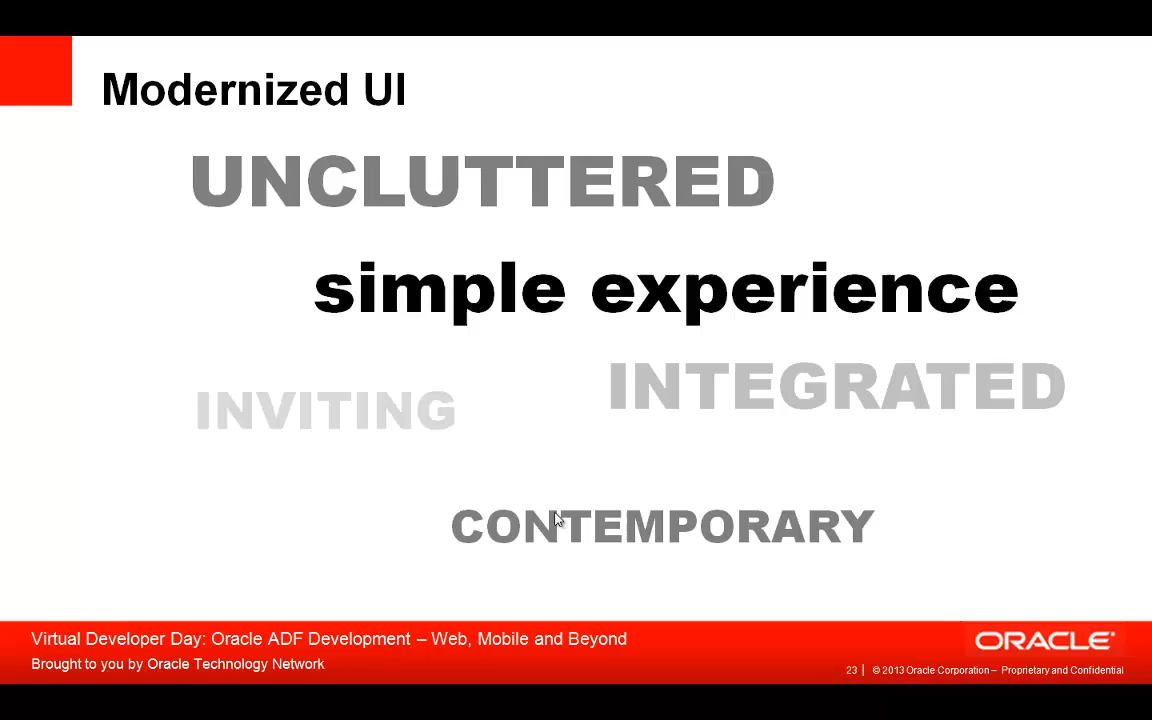 Modernized UI
UNCLUTTERED
simple experience
INTEGRATED
INVITING
CONTEMPORARY
Virtual Developer Day: Oracle ADF Development – Web, Mobile and Beyond
Brought to you by Oracle Technology Network
ORACLE®
23 | © 2013 Oracle Corporation – Proprietary and Confidential